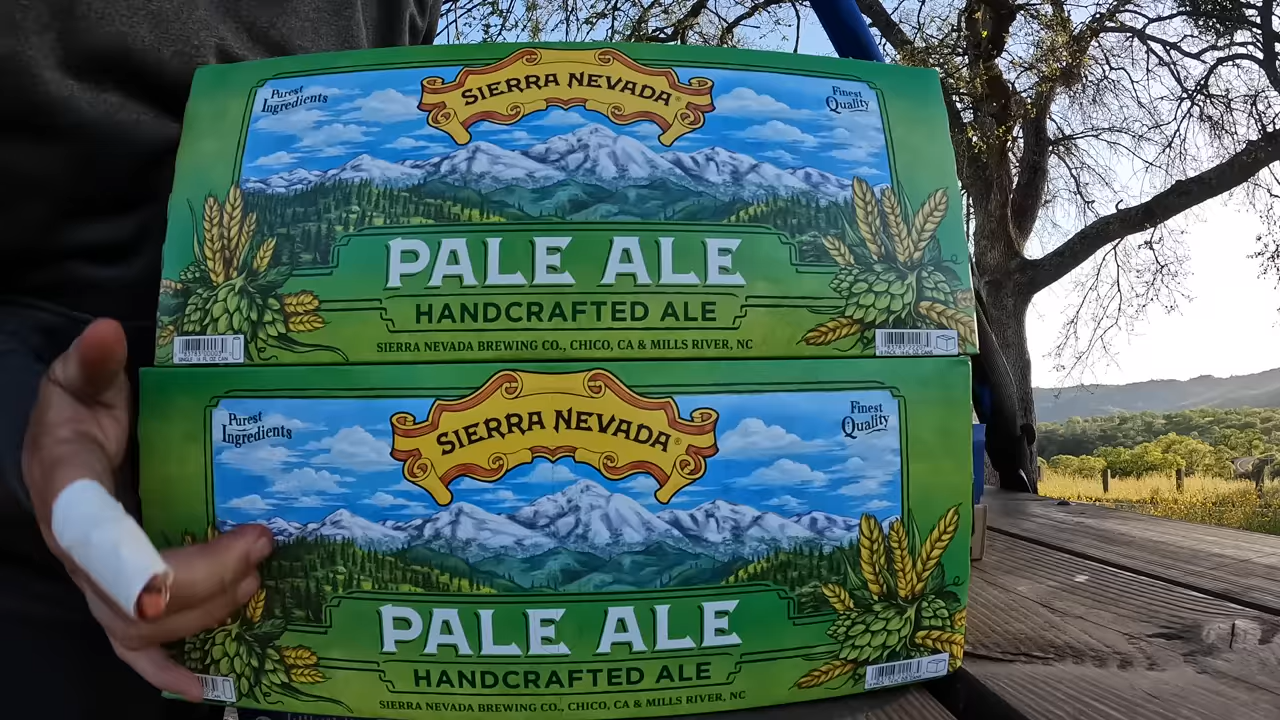 Purest
Ingredients
SIERRA NEVADA®
Finest
Quality
PALE ALE
HANDCRAFTED ALE
SIERRA NEVADA BREWING CO., CHICO, CA & MILLS RIVER, NC
Purest
Ingredients
SIERRA NEVADA®
Finest
Quality
PALE ALE
HANDCRAFTED ALE
SIERRA NEVADA BREWING CO., CHICO, CA & MILLS RIVER, NC